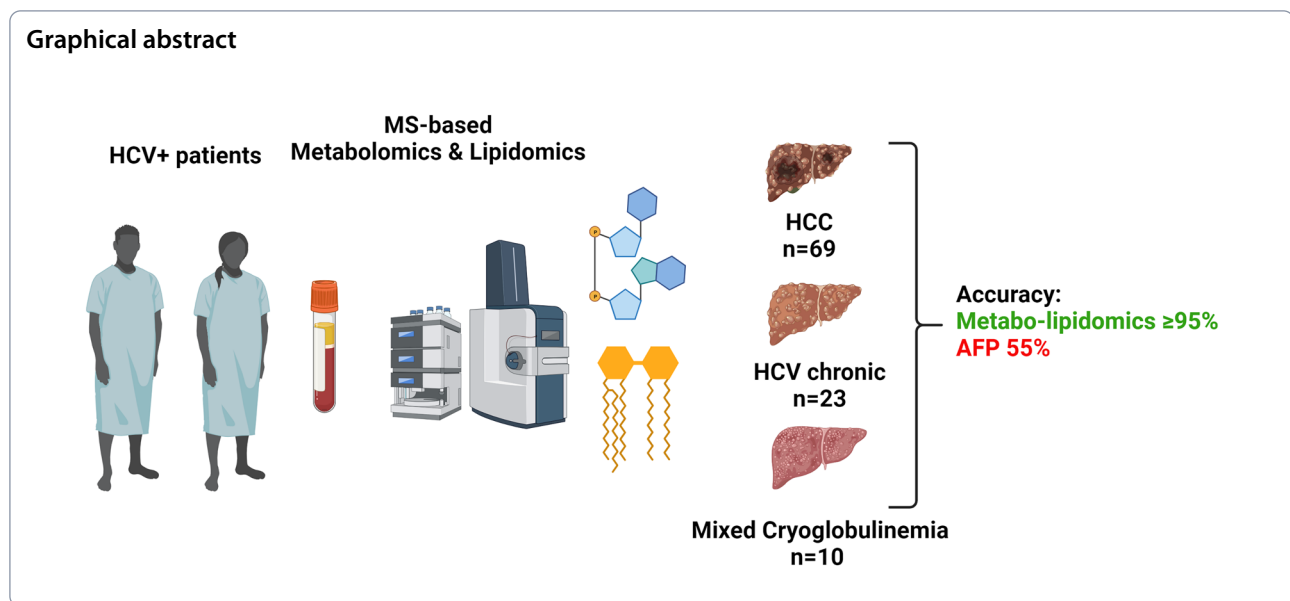 Graphical abstract
HCV+ patients
MS-based
Metabolomics & Lipidomics
P
P
HCC
n=69
HCV chronic
n=23
Mixed Cryoglobulinemia
n=10
Accuracy:
Metabo-lipidomics ≥95%
AFP 55%